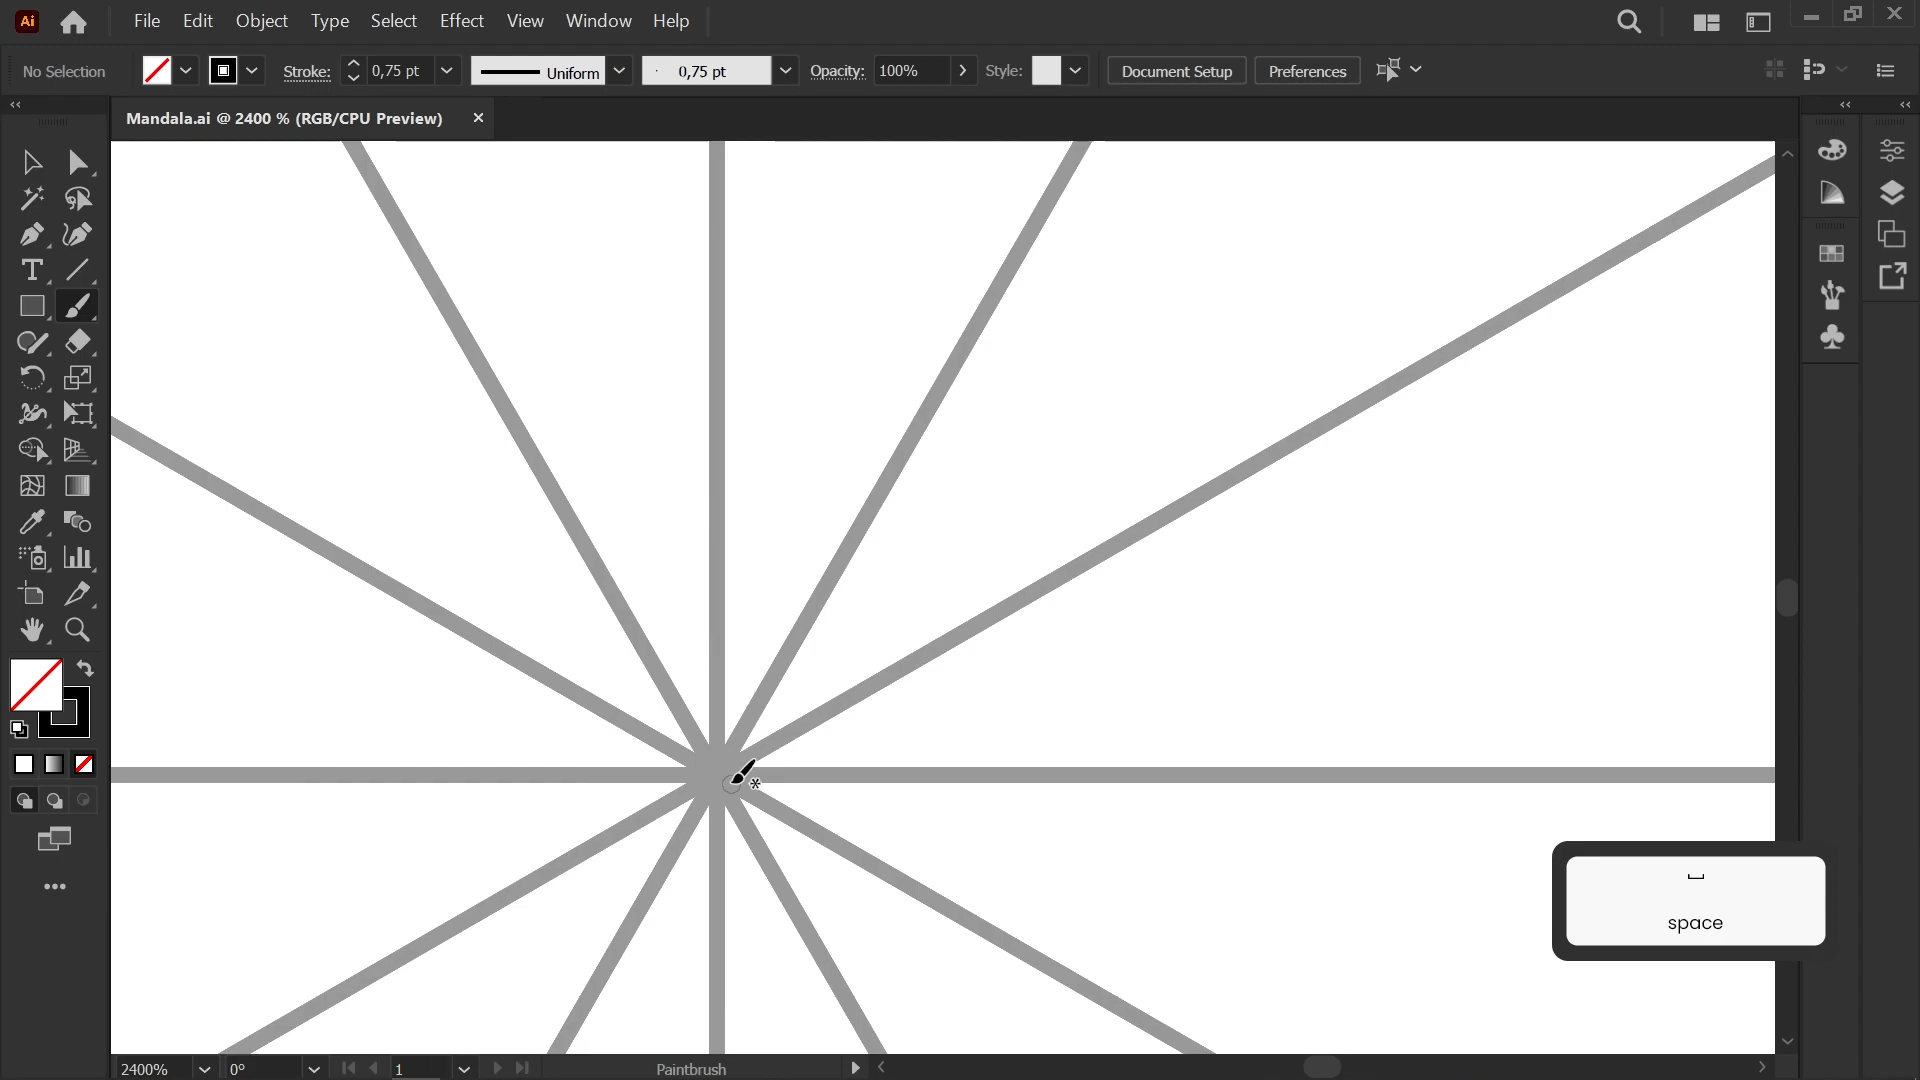 Ai File Edit Object Type Select Effect View Window Help
No Selection Stroke: 0,75 pt Uniform 0,75 pt Opacity: 100% Style: Document Setup Preferences
Mandala.ai @ 2400 % (RGB/CPU Preview)
space
2400% 0° 1 Paintbrush